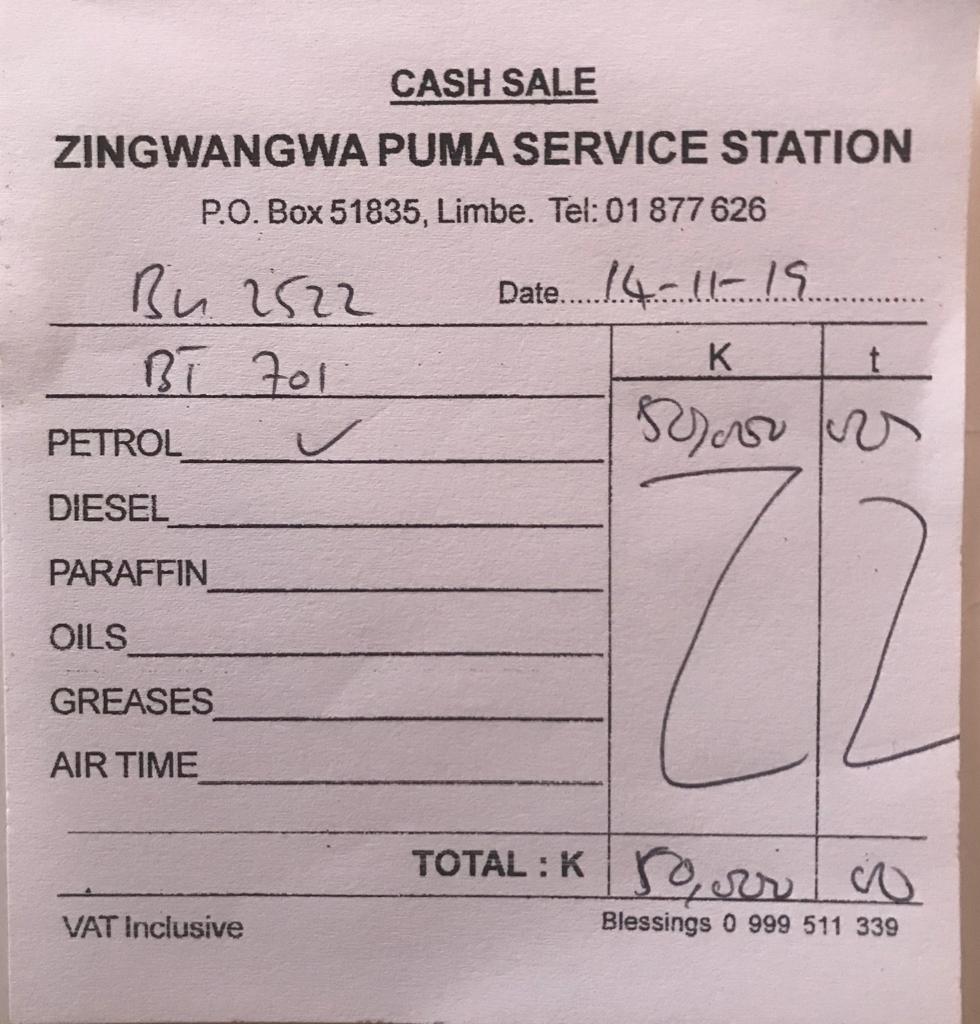 CASH SALE
ZINGWANGWA PUMA SERVICE STATION
P.O. Box 51835, Limbe. Tel: 01 877 626
Bu 2522 Date 14-11-19
BT 701 K t
PETROL ✓ 50,000 00
DIESEL
PARAFFIN
OILS
GREASES
AIR TIME
TOTAL : K 50,000 00
VAT Inclusive Blessings 0 999 511 339